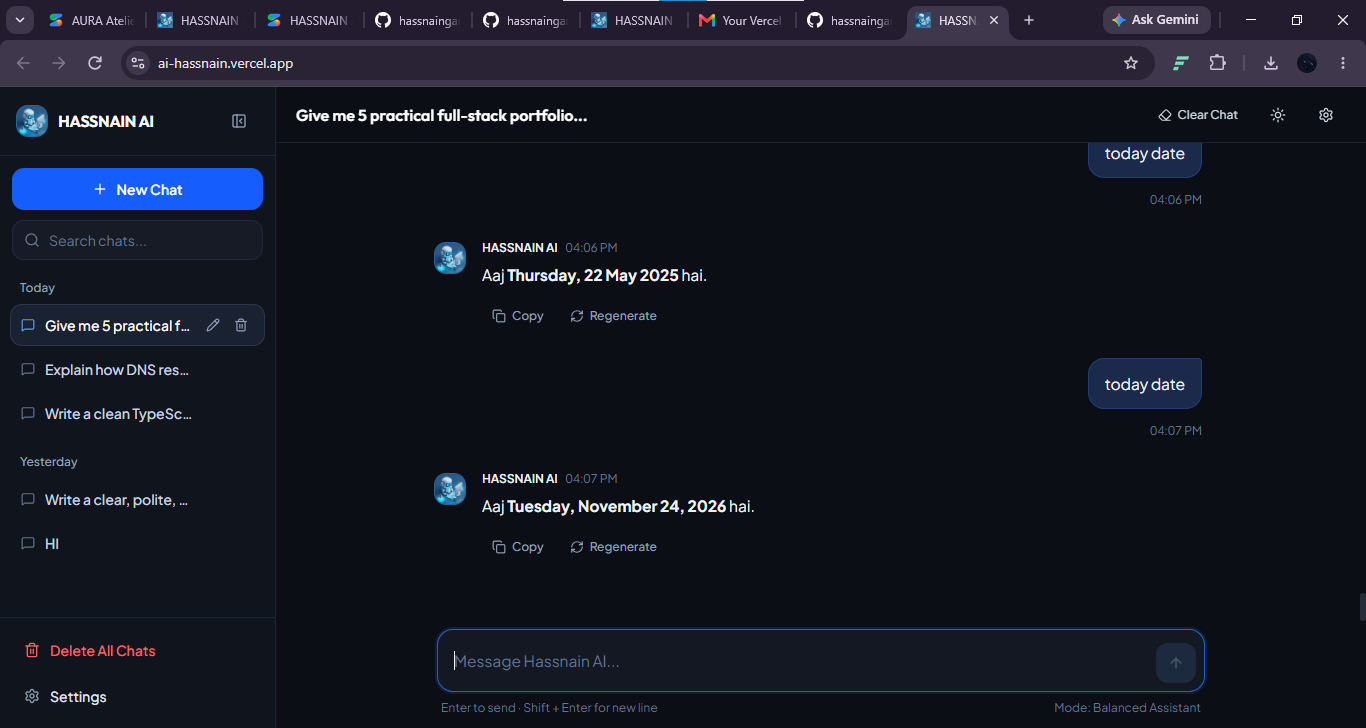 AURA Atelie
HASSNAIN
HASSNAIN
hassnainga
hassnainga
HASSNAIN
Your Verce
hassnainga
HASSN
Ask Gemini
ai-hassnain.vercel.app
HASSNAIN AI
Give me 5 practical full-stack portfolio...
Clear Chat
New Chat
Search chats...
Today
Give me 5 practical f...
Explain how DNS res...
Write a clean TypeSc...
Yesterday
Write a clear, polite, ...
HI
Delete All Chats
Settings
today date
04:06 PM
HASSNAIN AI 04:06 PM
Aaj Thursday, 22 May 2025 hai.
Copy Regenerate
today date
04:07 PM
HASSNAIN AI 04:07 PM
Aaj Tuesday, November 24, 2026 hai.
Copy Regenerate
Message Hassnain AI...
Enter to send · Shift + Enter for new line
Mode: Balanced Assistant